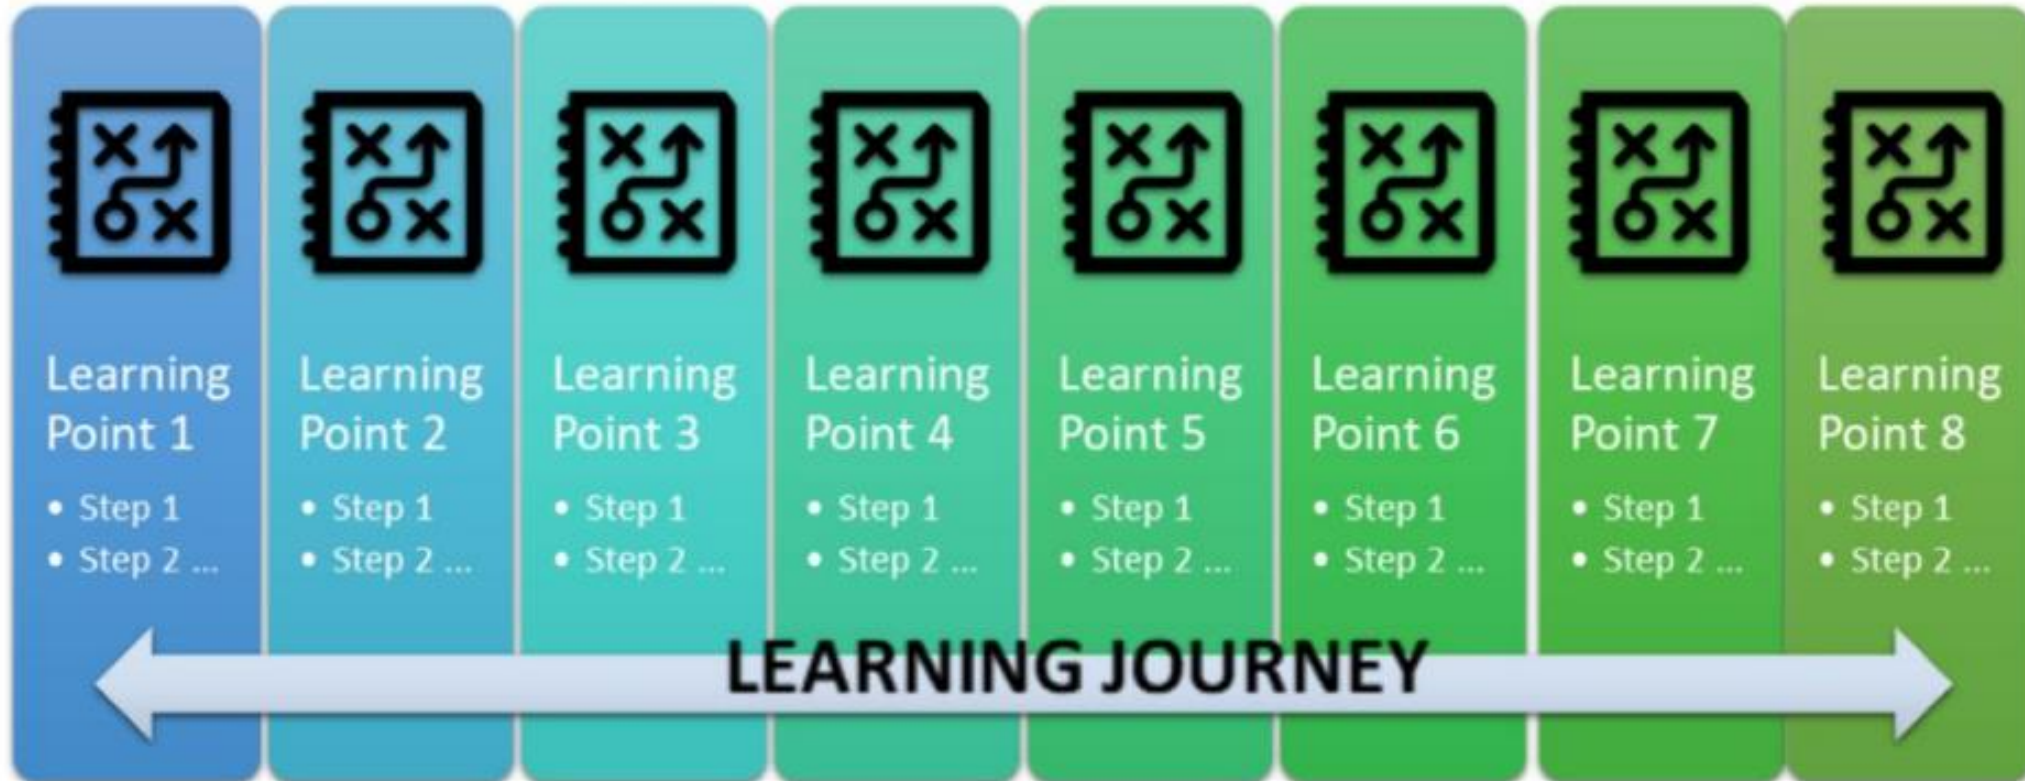 Learning
Point 1
• Step 1
• Step 2 ...
Learning
Point 2
• Step 1
• Step 2 ...
Learning
Point 3
• Step 1
• Step 2 ...
Learning
Point 4
• Step 1
• Step 2 ...
Learning
Point 5
• Step 1
• Step 2 ...
Learning
Point 6
• Step 1
• Step 2 ...
Learning
Point 7
• Step 1
• Step 2 ...
Learning
Point 8
• Step 1
• Step 2 ...
LEARNING JOURNEY